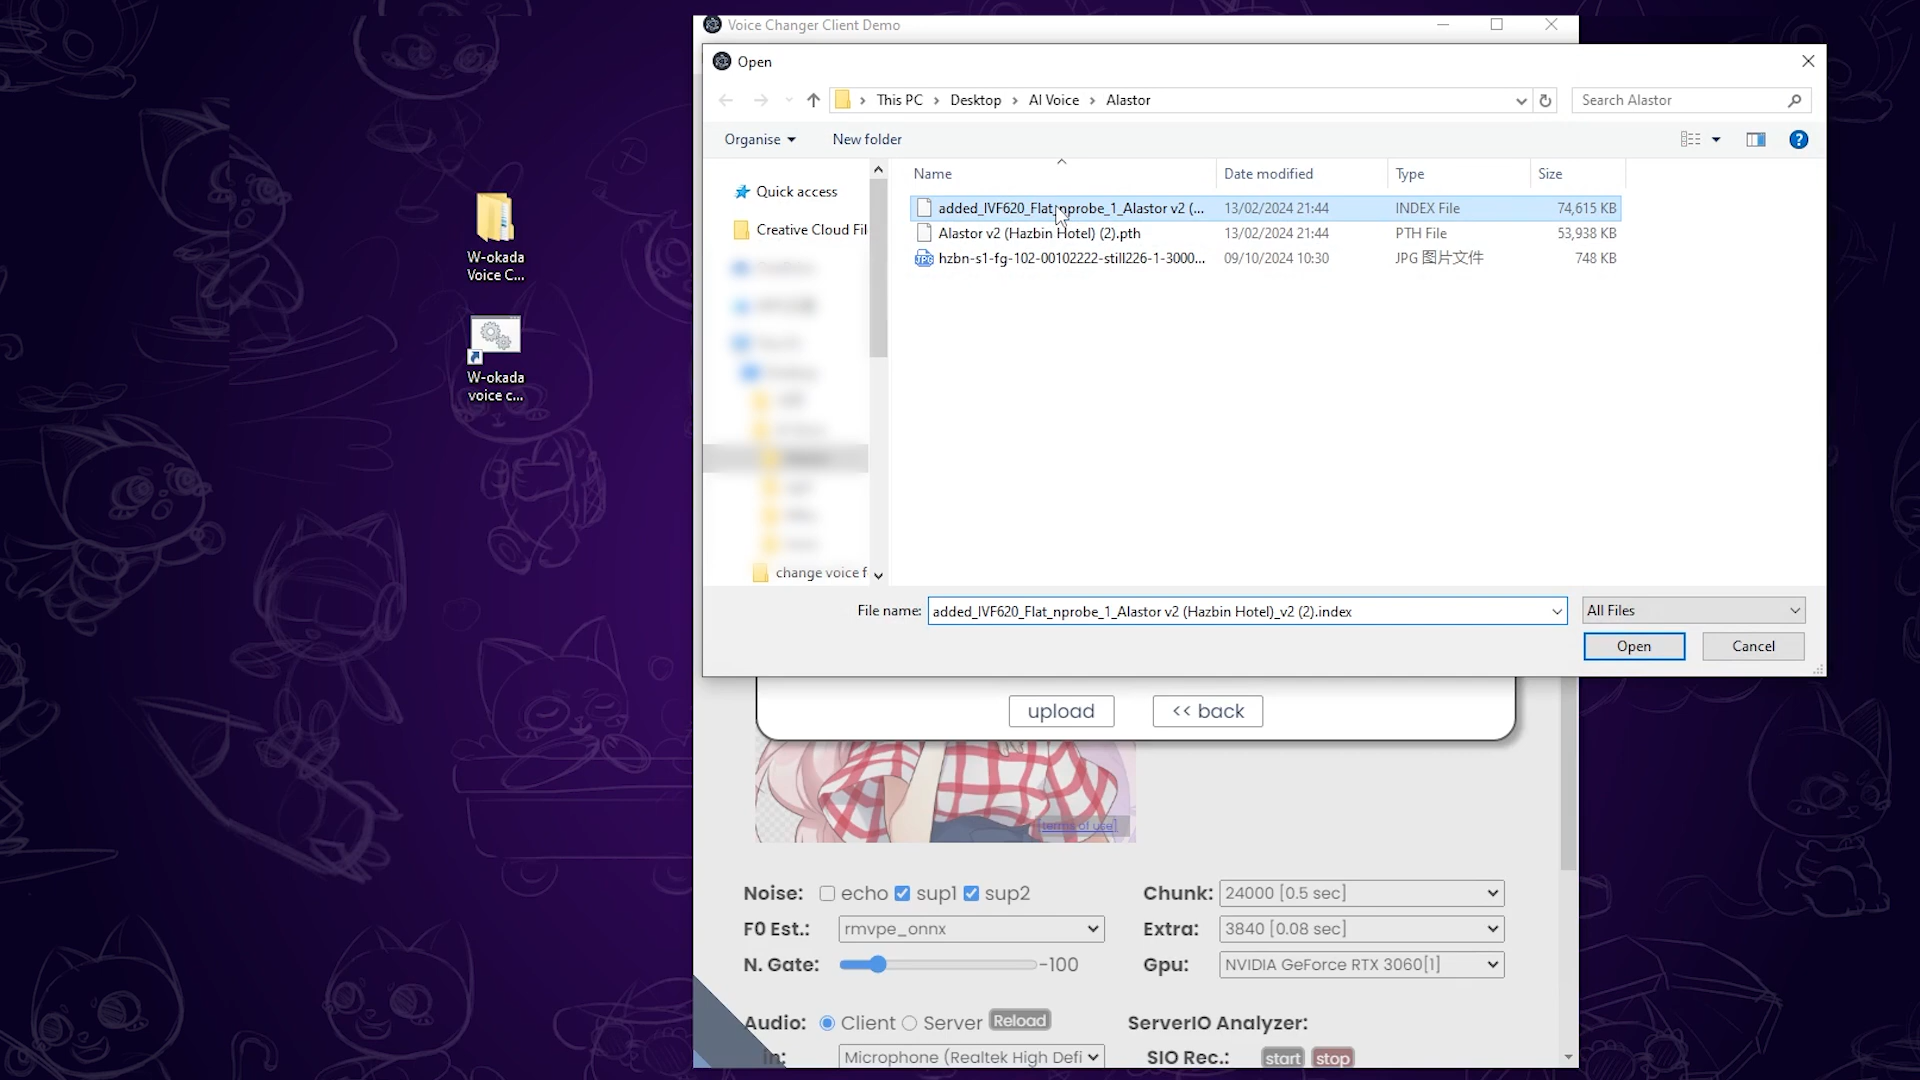 Voice Changer Client Demo
Open
This PC > Desktop > AI Voice > Alastor
Search Alastor
Organise
New folder
Name
Date modified
Type
Size
Quick access
Creative Cloud Fil
change voice f
added_IVF620_Flat_nprobe_1_Alastor v2 (...
13/02/2024 21:44
INDEX File
74,615 KB
Alastor v2 (Hazbin Hotel) (2).pth
13/02/2024 21:44
PTH File
53,938 KB
hzbn-s1-fg-102-00102222-still226-1-3000...
09/10/2024 10:30
JPG 图片文件
748 KB
File name:
added_IVF620_Flat_nprobe_1_Alastor v2 (Hazbin Hotel)_v2 (2).index
All Files
Open
Cancel
W-okada
Voice C...
W-okada
voice c...
upload
<< back
[terms of use]
Noise:
echo
sup1
sup2
Chunk:
24000 [0.5 sec]
F0 Est.:
rmvpe_onnx
Extra:
3840 [0.08 sec]
N. Gate:
-100
Gpu:
NVIDIA GeForce RTX 3060[1]
Audio:
Client
Server
Reload
ServerIO Analyzer:
in:
Microphone (Realtek High Defi
SIO Rec.:
start
stop